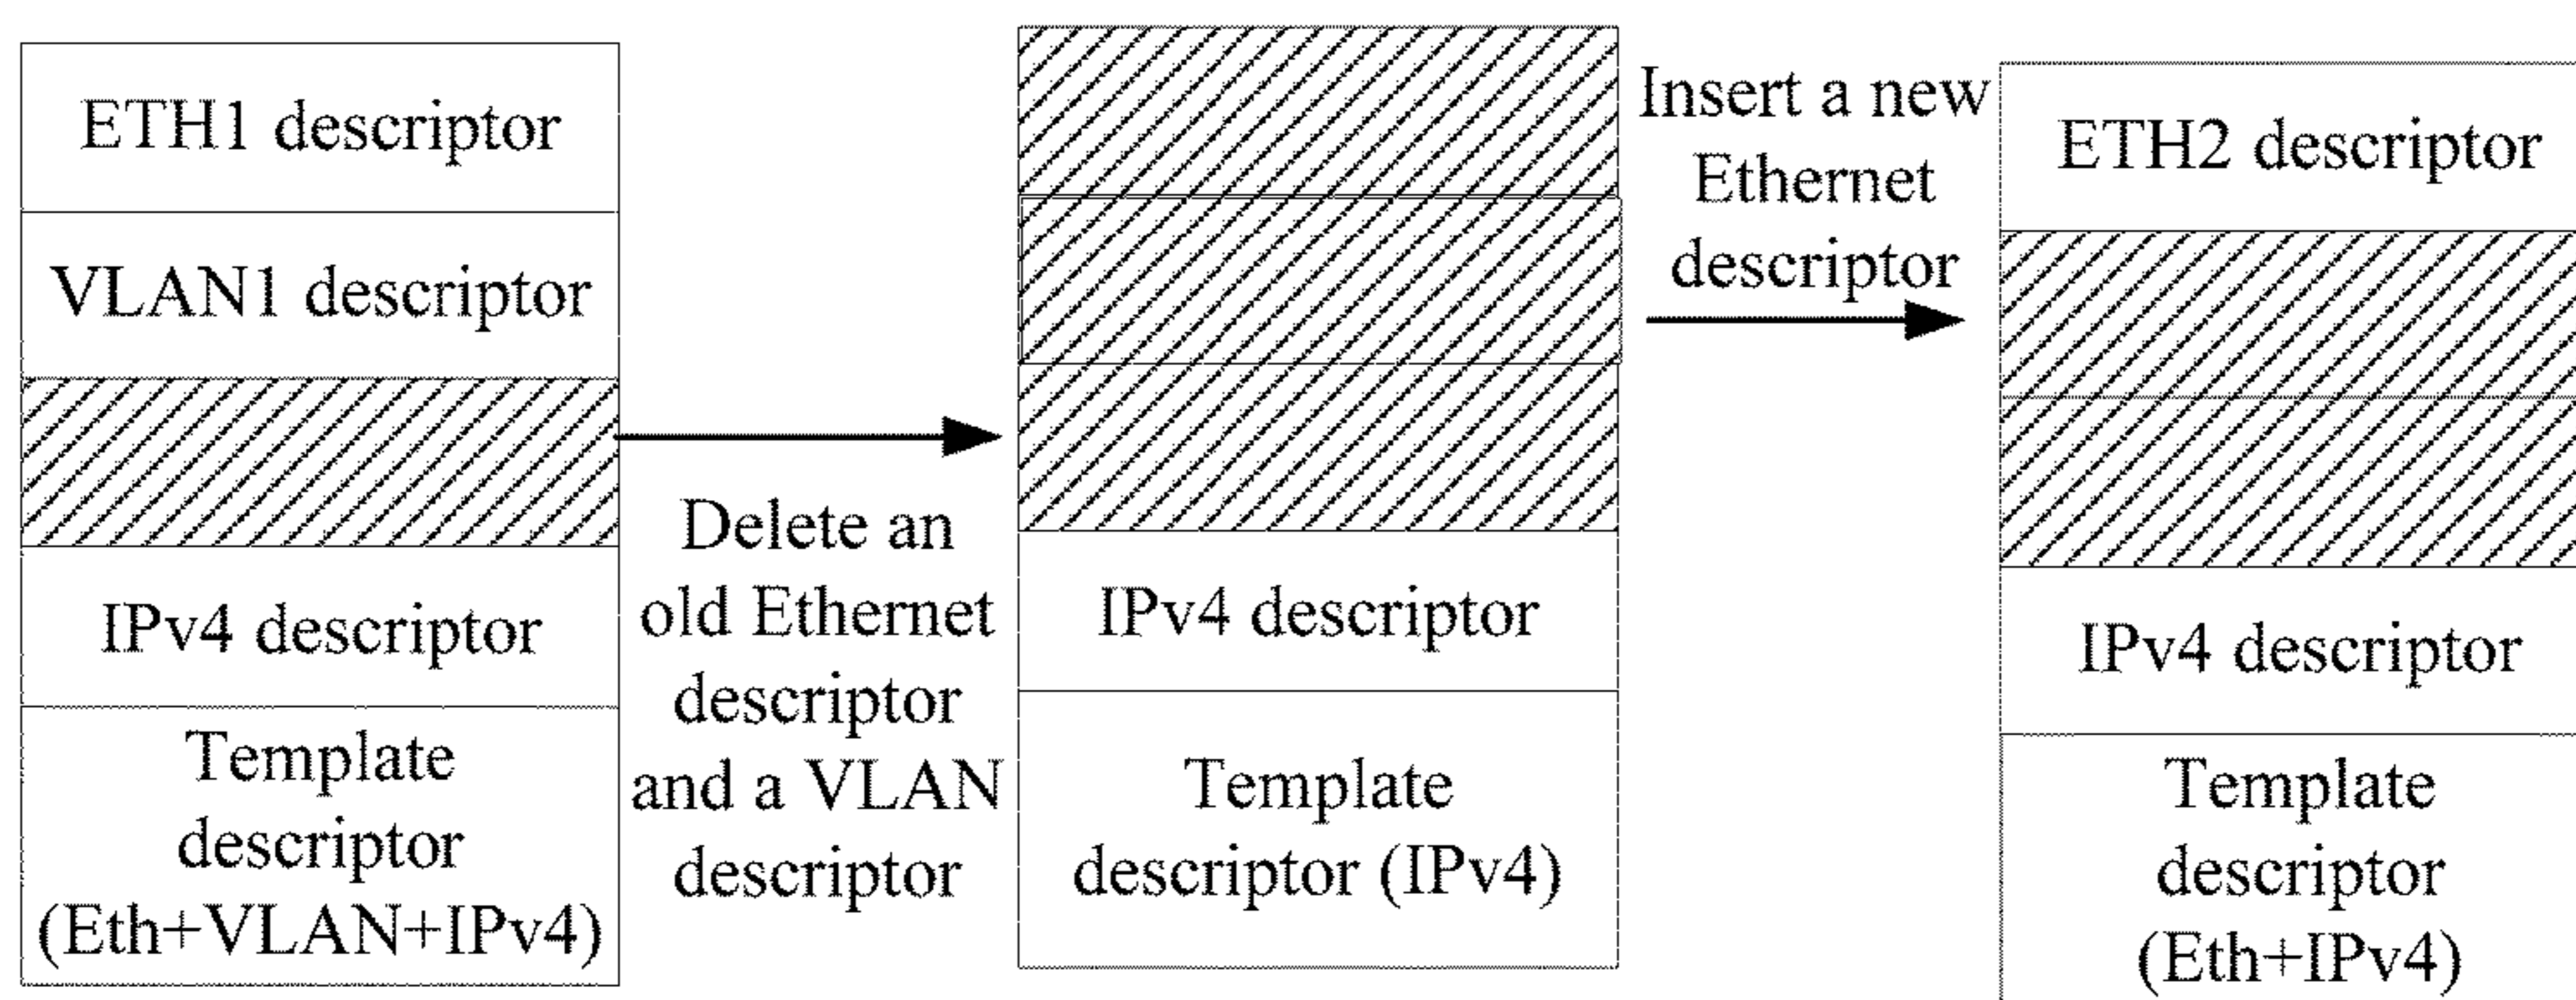 ETH1 descriptor
VLAN1 descriptor
IPv4 descriptor
Template
descriptor
(Eth+VLAN+IPv4)
Delete an
old Ethernet
descriptor
and a VLAN
descriptor
IPv4 descriptor
Template
descriptor (IPv4)
Insert a new
Ethernet
descriptor
ETH2 descriptor
IPv4 descriptor
Template
descriptor
(Eth+IPv4)